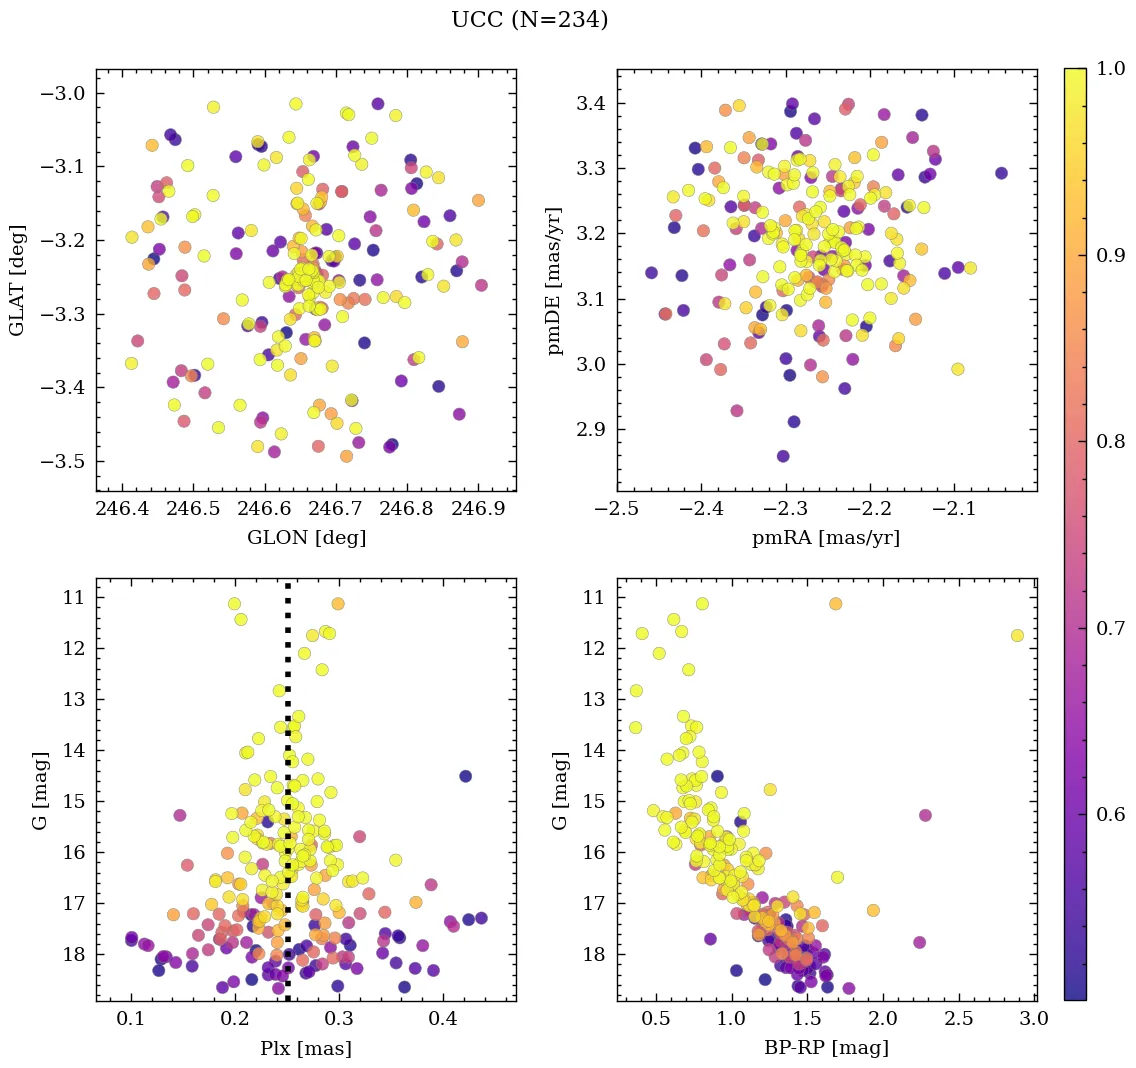 UCC (N=234)
−3.0
−3.1
−3.2
−3.3
−3.4
−3.5
GLAT [deg]
246.4 246.5 246.6 246.7 246.8 246.9
GLON [deg]
3.4
3.3
3.2
3.1
3.0
2.9
pmDE [mas/yr]
−2.5 −2.4 −2.3 −2.2 −2.1
pmRA [mas/yr]
1.0
0.9
0.8
0.7
0.6
11
12
13
14
15
16
17
18
G [mag]
0.1 0.2 0.3 0.4
Plx [mas]
11
12
13
14
15
16
17
18
G [mag]
0.5 1.0 1.5 2.0 2.5 3.0
BP-RP [mag]